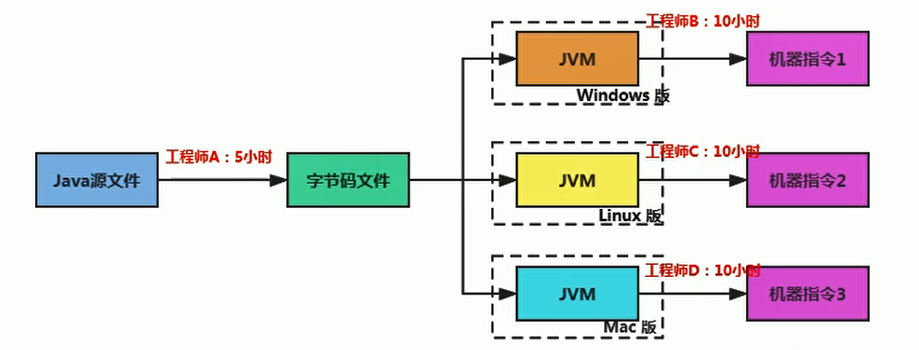 工程师B：10小时
JVM
机器指令1
Windows 版
工程师A：5小时
Java源文件
字节码文件
工程师C：10小时
JVM
机器指令2
Linux 版
工程师D：10小时
JVM
机器指令3
Mac 版